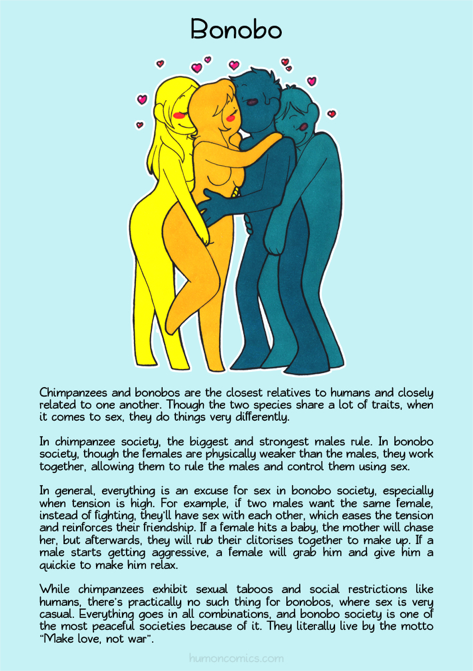 Bonobo
Chimpanzees and bonobos are the closest relatives to humans and closely
related to one another. Though the two species share a lot of traits, when
it comes to sex, they do things very differently.
In chimpanzee society, the biggest and strongest males rule. In bonobo
society, though the females are physically weaker than the males, they work
together, allowing them to rule the males and control them using sex.
In general, everything is an excuse for sex in bonobo society, especially
when tension is high. For example, if two males want the same female,
instead of fighting, they'll have sex with each other, which eases the tension
and reinforces their friendship. If a female hits a baby, the mother will chase
her, but afterwards, they will rub their clitorises together to make up. If a
male starts getting aggressive, a female will grab him and give him a
quickie to make him relax.
While chimpanzees exhibit sexual taboos and social restrictions like
humans, there's practically no such thing for bonobos, where sex is very
casual. Everything goes in all combinations, and bonobo society is one of
the most peaceful societies because of it. They literally live by the motto
"Make love, not war".
humoncomics.com